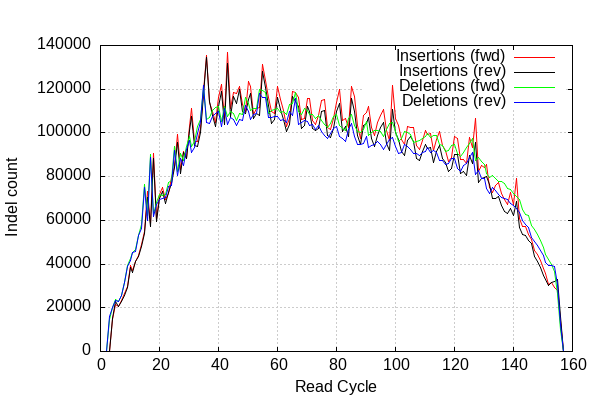 140000
Insertions (fwd)
Insertions (rev)
Deletions (fwd)
Deletions (rev)
120000
100000
80000
60000
40000
20000
0
Indel count
0 20 40 60 80 100 120 140 160
Read Cycle